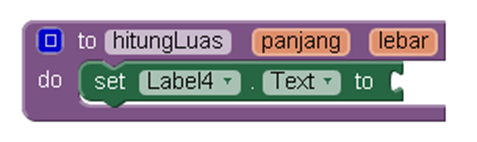 to hitungLuas panjang lebar
do set Label4 . Text to